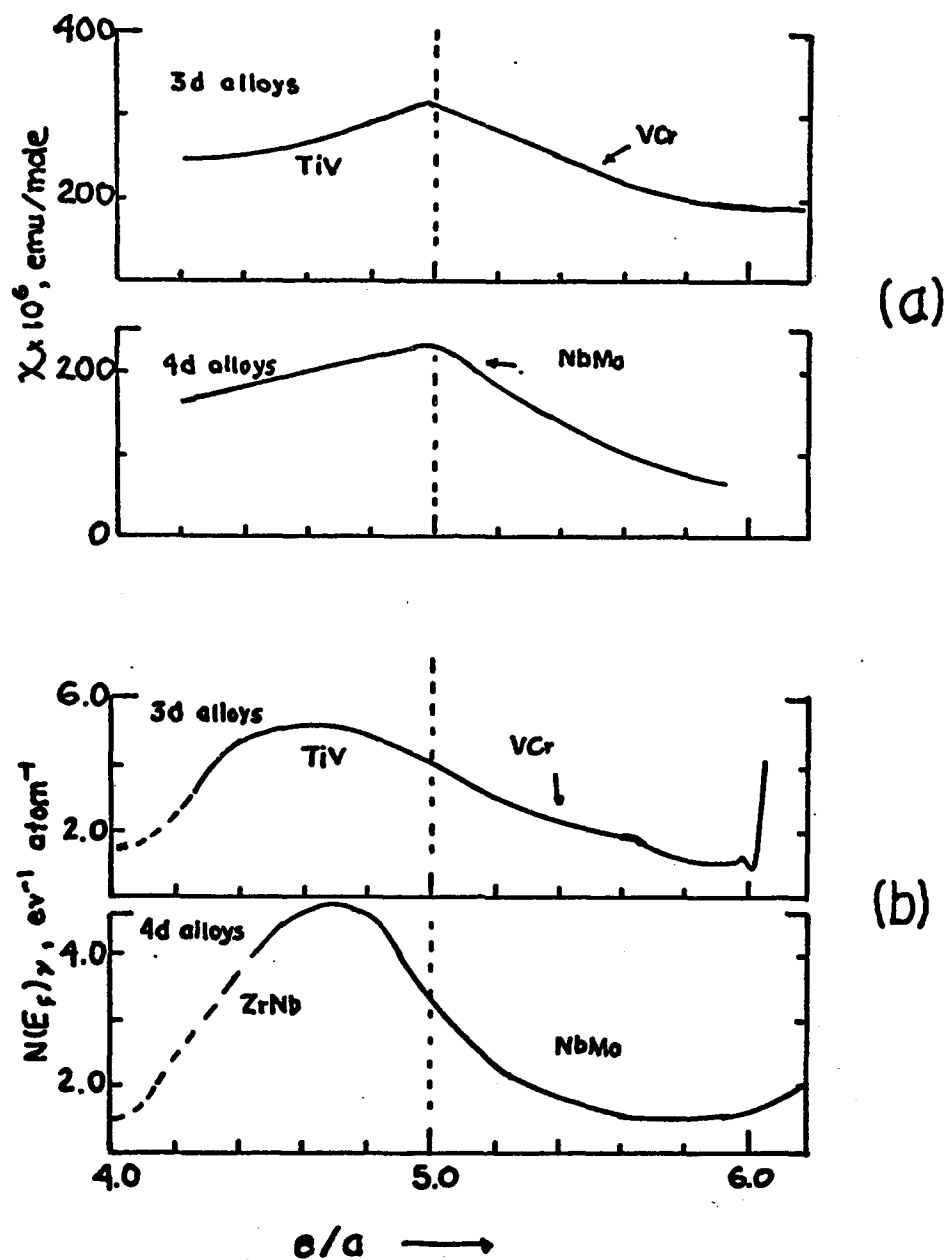 400
3d alloys
VCr
TiV
200
χ x 10⁶, emu/mole
(a)
4d alloys
NbMo
200
0
6.0
3d alloys
TiV
VCr
2.0
N(E_f)_γ, ev⁻¹ atom⁻¹
(b)
4d alloys
4.0
ZrNb
NbMo
2.0
4.0 5.0 6.0
e/a